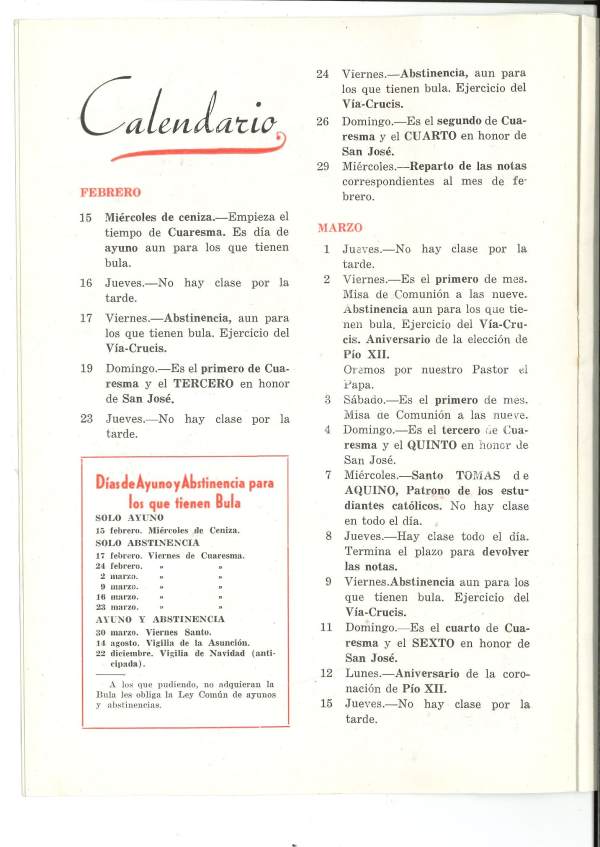 Calendario
FEBRERO
15 Miércoles de ceniza.—Empieza el
tiempo de Cuaresma. Es día de
ayuno aun para los que tienen
bula.
16 Jueves.—No hay clase por la
tarde.
17 Viernes.—Abstinencia, aun para
los que tienen bula. Ejercicio del
Vía-Crucis.
19 Domingo.—Es el primero de Cua-
resma y el TERCERO en honor
de San José.
23 Jueves.—No hay clase por la
tarde.
Días de Ayuno y Abstinencia para
los que tienen Bula
SOLO AYUNO
15 febrero. Miércoles de Ceniza.
SOLO ABSTINENCIA
17 febrero. Viernes de Cuaresma.
24 febrero. » »
2 marzo. » »
9 marzo. » »
16 marzo. » »
23 marzo. » »
AYUNO Y ABSTINENCIA
30 marzo. Viernes Santo.
14 agosto. Vigilia de la Asunción.
22 diciembre. Vigilia de Navidad (anti-
cipada).
A los que pudiendo, no adquieran la
Bula les obliga la Ley Común de ayunos
y abstinencias.
24 Viernes.—Abstinencia, aun para
los que tienen bula. Ejercicio del
Vía-Crucis.
26 Domingo.—Es el segundo de Cua-
resma y el CUARTO en honor de
San José.
29 Miércoles.—Reparto de las notas
correspondientes al mes de fe-
brero.
MARZO
1 Jueves.—No hay clase por la
tarde.
2 Viernes.—Es el primero de mes.
Misa de Comunión a las nueve.
Abstinencia aun para los que tie-
nen bula. Ejercicio del Vía-Cru-
cis. Aniversario de la elección de
Pío XII.
Oremos por nuestro Pastor el
Papa.
3 Sábado.—Es el primero de mes.
Misa de Comunión a las nueve.
4 Domingo.—Es el tercero de Cua-
resma y el QUINTO en honor de
San José.
7 Miércoles.—Santo TOMAS de
AQUINO, Patrono de los estu-
diantes católicos. No hay clase
en todo el día.
8 Jueves.—Hay clase todo el día.
Termina el plazo para devolver
las notas.
9 Viernes.Abstinencia aun para los
que tienen bula. Ejercicio del
Vía-Crucis.
11 Domingo.—Es el cuarto de Cua-
resma y el SEXTO en honor de
San José.
12 Lunes.—Aniversario de la coro-
nación de Pío XII.
15 Jueves.—No hay clase por la
tarde.